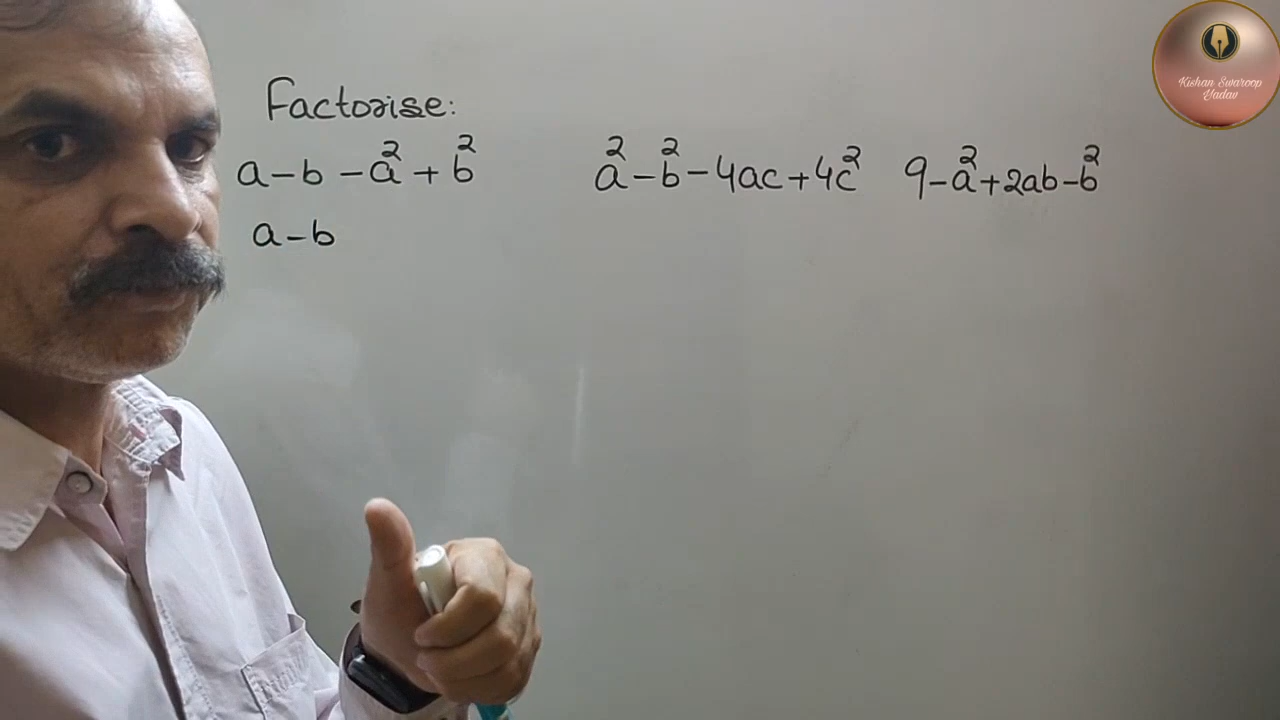 Factorise:
a-b-a²+b²
a²-b²-4ac+4c²
9-a²+2ab-b²
a-b
Kishan Swaroop
Yadav